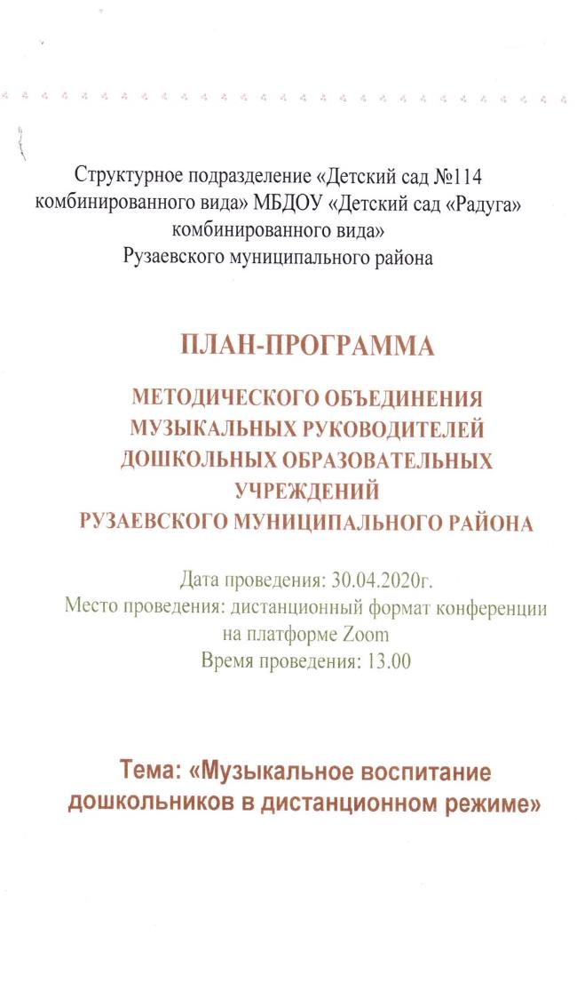 Структурное подразделение «Детский сад №114
комбинированного вида» МБДОУ «Детский сад «Радуга»
комбинированного вида»
Рузаевского муниципального района
ПЛАН-ПРОГРАММА
МЕТОДИЧЕСКОГО ОБЪЕДИНЕНИЯ
МУЗЫКАЛЬНЫХ РУКОВОДИТЕЛЕЙ
ДОШКОЛЬНЫХ ОБРАЗОВАТЕЛЬНЫХ
УЧРЕЖДЕНИЙ
РУЗАЕВСКОГО МУНИЦИПАЛЬНОГО РАЙОНА
Дата проведения: 30.04.2020г.
Место проведения: дистанционный формат конференции
на платформе Zoom
Время проведения: 13.00
Тема: «Музыкальное воспитание
дошкольников в дистанционном режиме»